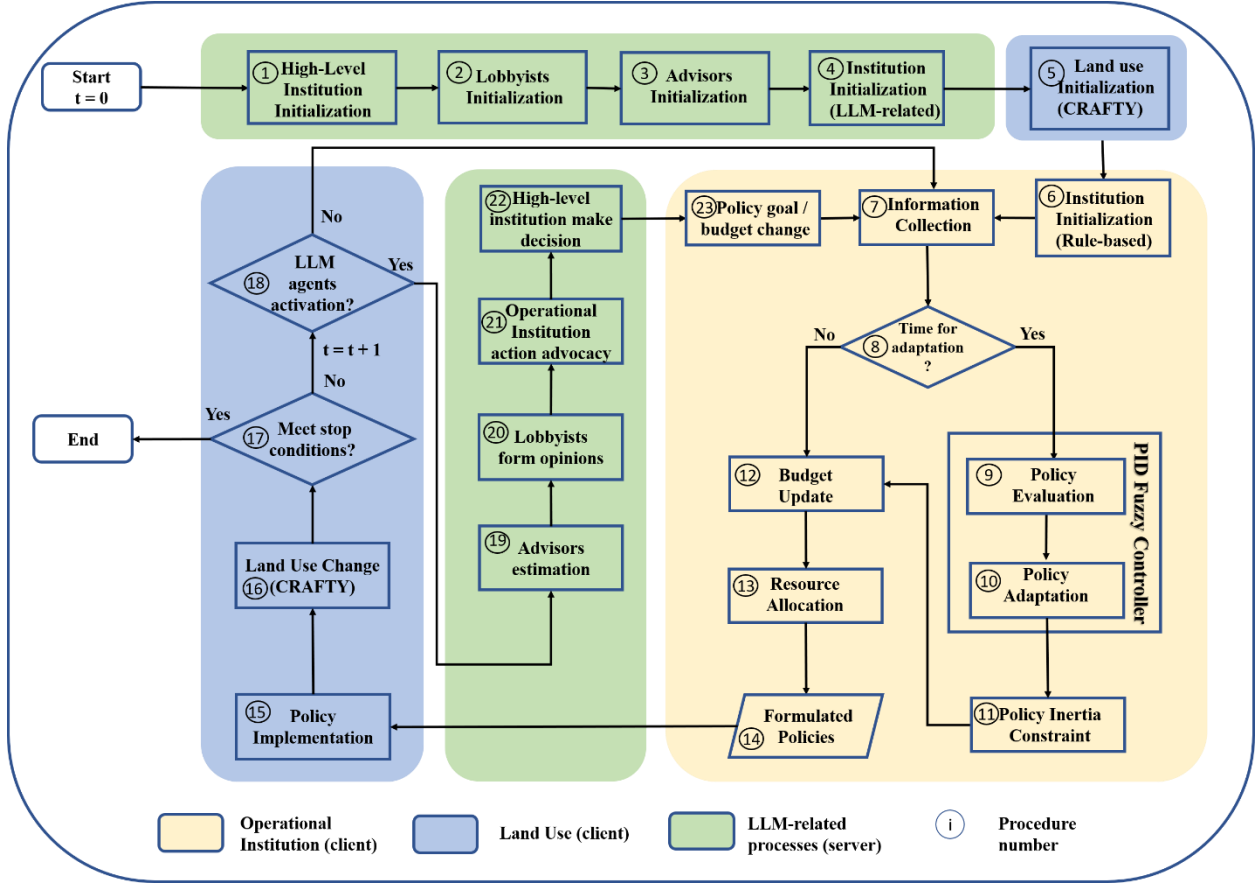 Start
t = 0
1
High-Level
Institution
Initialization
2
Lobbyists
Initialization
3
Advisors
Initialization
4
Institution
Initialization
(LLM-related)
5
Land use
Initialization
(CRAFTY)
No
18
LLM
agents
activation?
Yes
t = t + 1
No
Yes
17
Meet stop
conditions?
End
Land Use Change
16
(CRAFTY)
15
Policy
Implementation
22
High-level
institution make
decision
21
Operational
Institution
action advocacy
20
Lobbyists
form opinions
19
Advisors
estimation
23
Policy goal /
budget change
7
Information
Collection
6
Institution
Initialization
(Rule-based)
No
8
Time for
adaptation
?
Yes
12
Budget
Update
13
Resource
Allocation
14
Formulated
Policies
9
Policy
Evaluation
10
Policy
Adaptation
PID Fuzzy Controller
11
Policy Inertia
Constraint
Operational
Institution (client)
Land Use (client)
LLM-related
processes (server)
i
Procedure
number